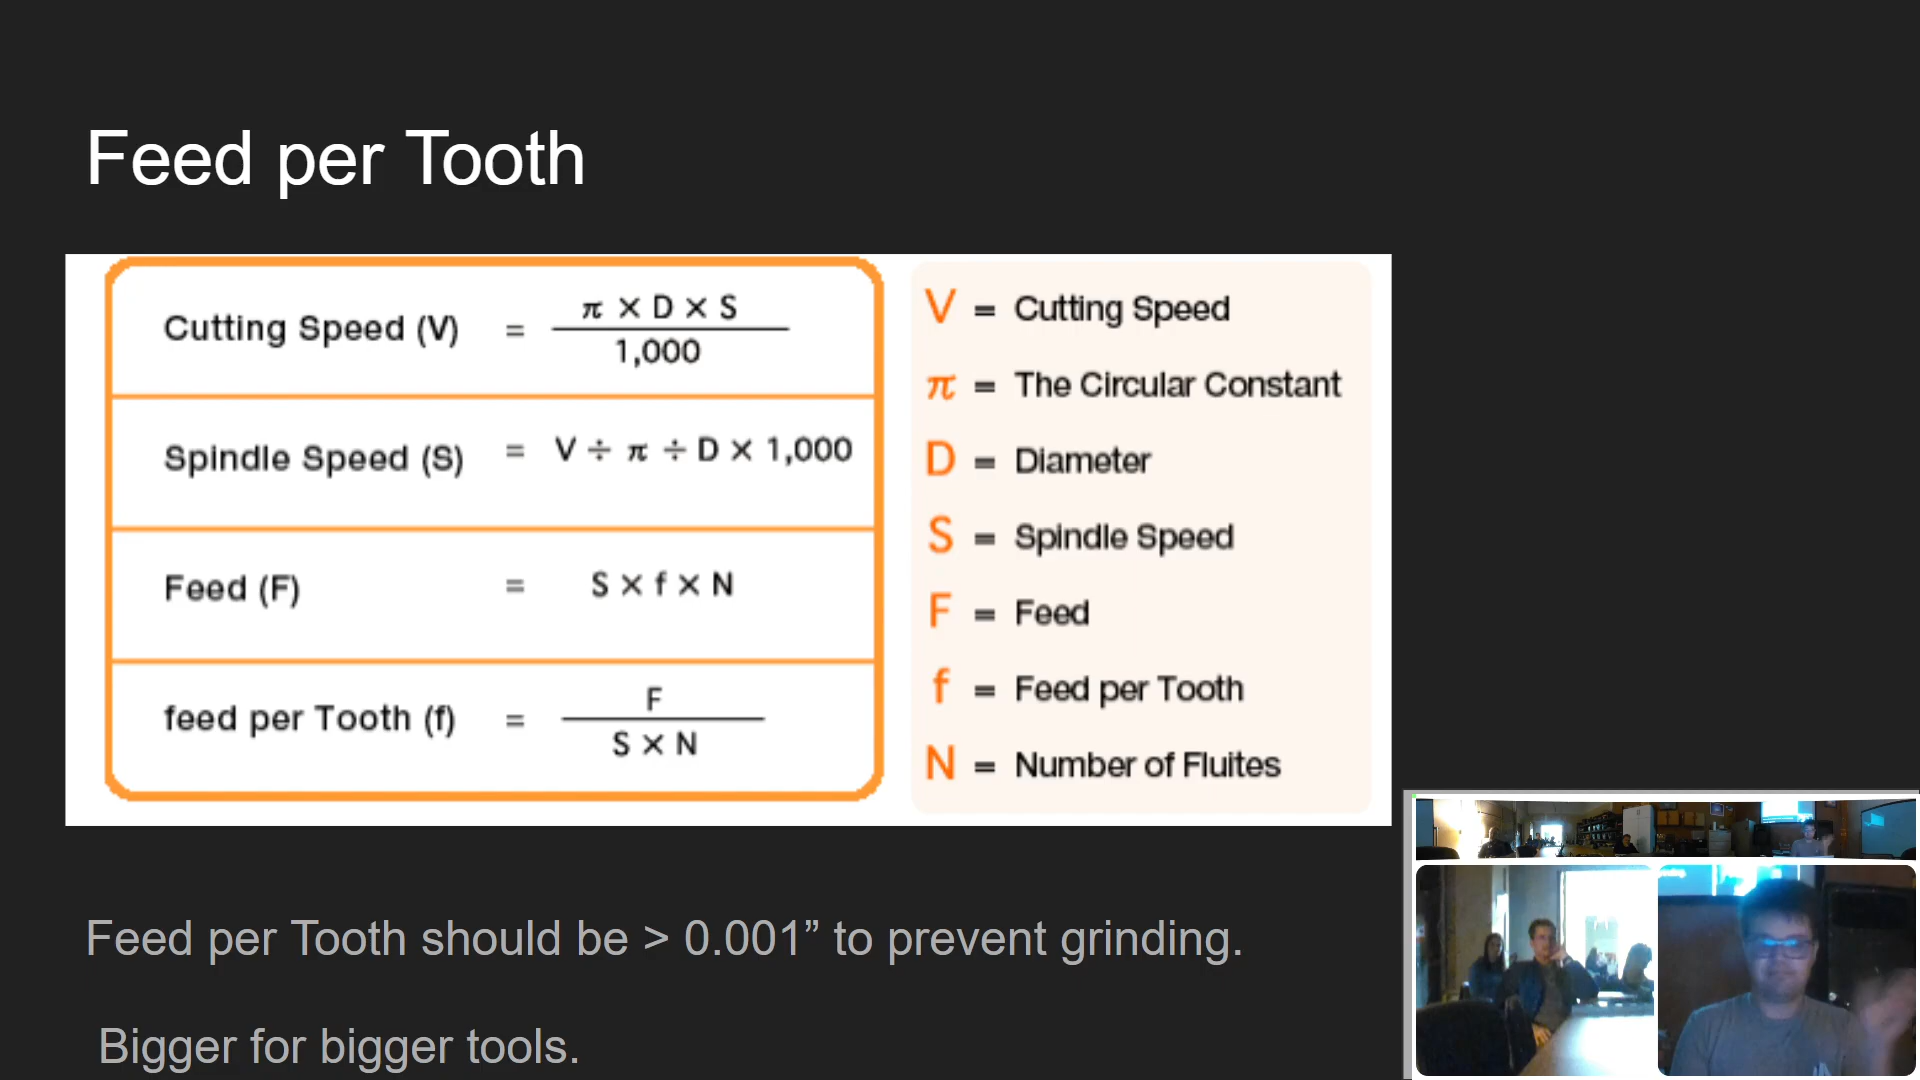 Feed per Tooth
Cutting Speed (V) = π × D × S
1,000
Spindle Speed (S) = V ÷ π ÷ D × 1,000
Feed (F) = S × f × N
feed per Tooth (f) = F
S × N
V = Cutting Speed
π = The Circular Constant
D = Diameter
S = Spindle Speed
F = Feed
f = Feed per Tooth
N = Number of Fluites
Feed per Tooth should be > 0.001” to prevent grinding.
Bigger for bigger tools.